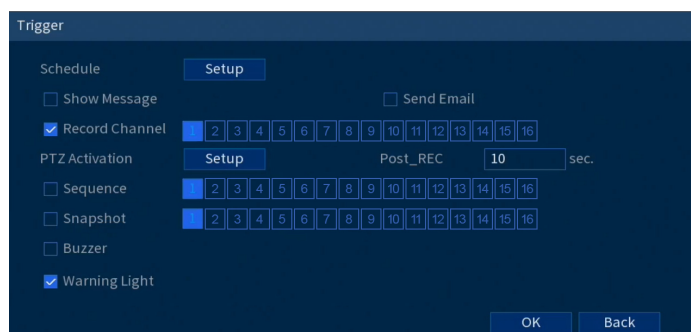 Trigger
Schedule Setup
Show Message Send Email
Record Channel 1 2 3 4 5 6 7 8 9 10 11 12 13 14 15 16
PTZ Activation Setup Post_REC 10 sec.
Sequence 1 2 3 4 5 6 7 8 9 10 11 12 13 14 15 16
Snapshot 1 2 3 4 5 6 7 8 9 10 11 12 13 14 15 16
Buzzer
Warning Light
OK Back